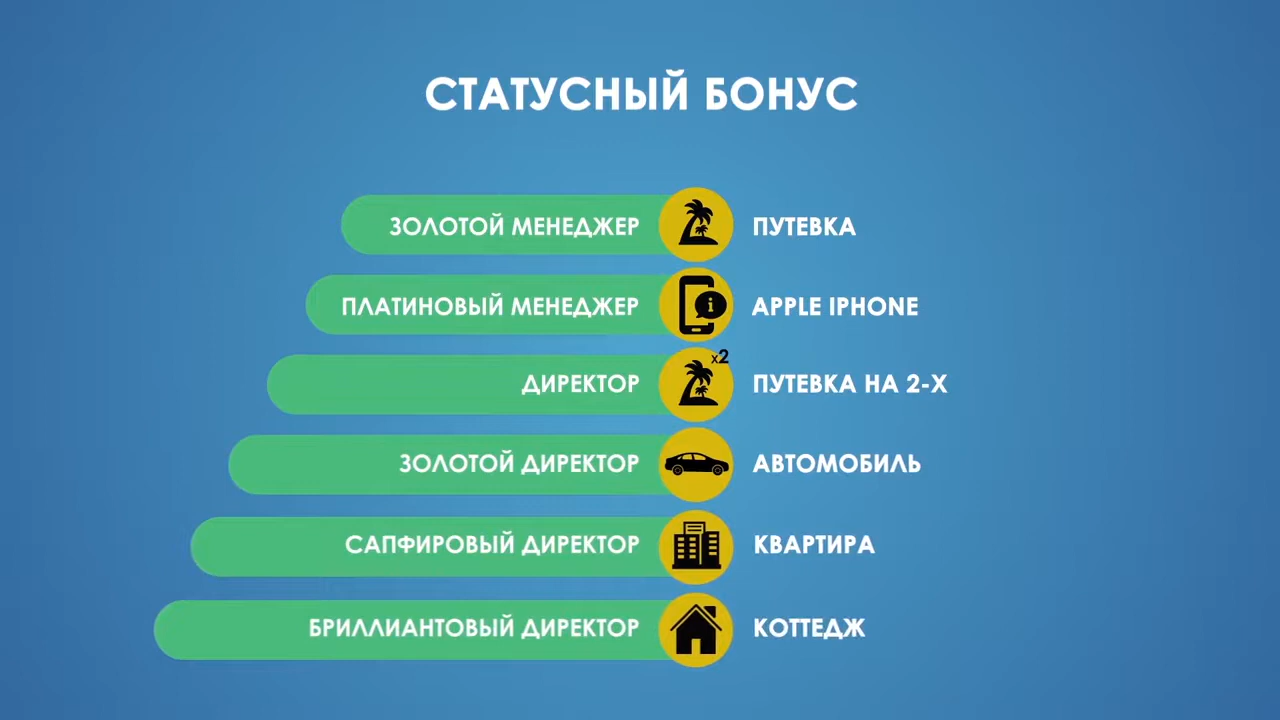 СТАТУСНЫЙ БОНУС
ЗОЛОТОЙ МЕНЕДЖЕР ПУТЕВКА
ПЛАТИНОВЫЙ МЕНЕДЖЕР i APPLE IPHONE
ДИРЕКТОР x2 ПУТЕВКА НА 2-Х
ЗОЛОТОЙ ДИРЕКТОР АВТОМОБИЛЬ
САПФИРОВЫЙ ДИРЕКТОР КВАРТИРА
БРИЛЛИАНТОВЫЙ ДИРЕКТОР КОТТЕДЖ